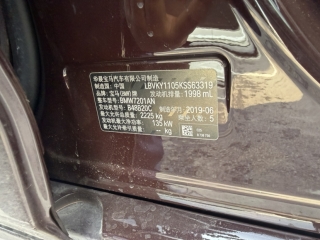 华晨宝马汽车有限公司制造
制造国：中国 LBVKY1105KSS63319
品牌：宝马(BMW)牌 发动机排量：1998 mL
整车型号：BMW7201AN
发动机型号：B48B20C 制造年月：2019-06
最大允许总质量：2225 kg 乘坐人数：5
发动机最大净功率：135 kW
-- kg